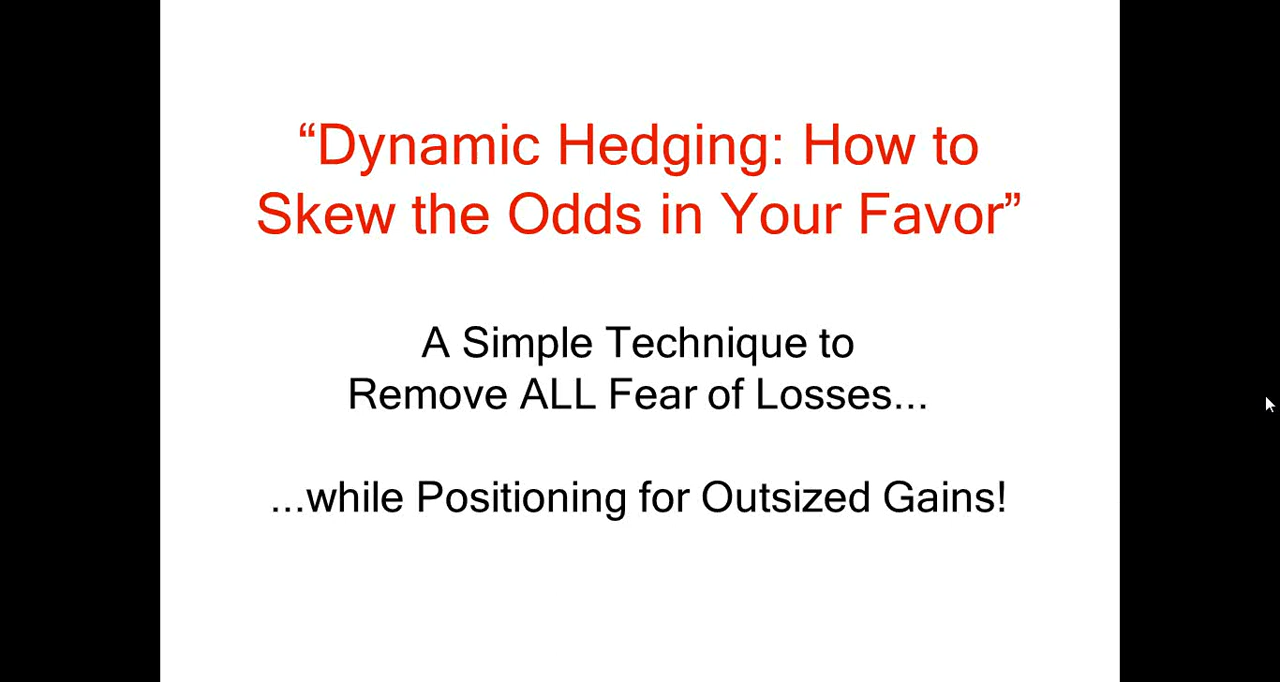 “Dynamic Hedging: How to
Skew the Odds in Your Favor”
A Simple Technique to
Remove ALL Fear of Losses...
...while Positioning for Outsized Gains!